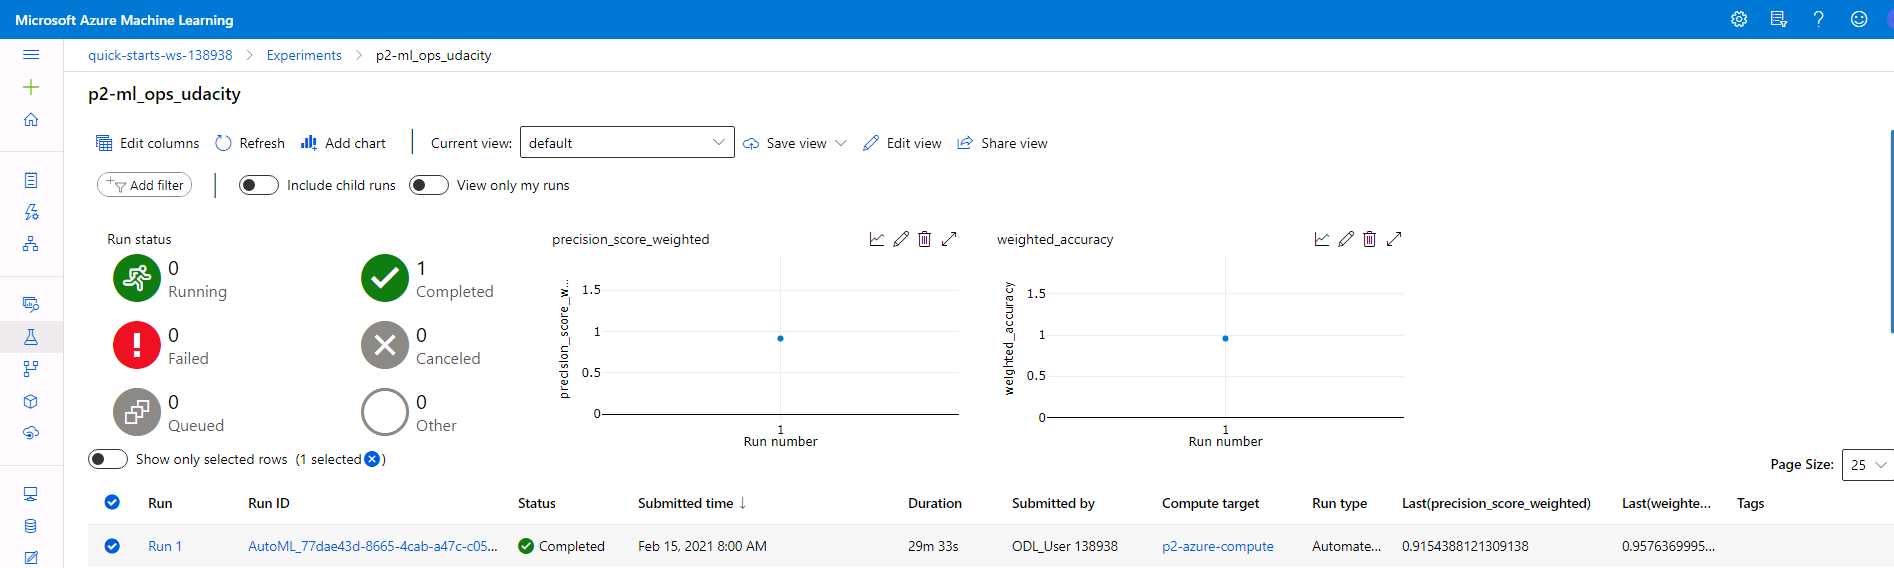 Microsoft Azure Machine Learning
quick-starts-ws-138938 > Experiments > p2-ml_ops_udacity
p2-ml_ops_udacity
Edit columns Refresh Add chart Current view: default Save view Edit view Share view
Add filter Include child runs View only my runs
Run status
0
Running
1
Completed
0
Failed
0
Canceled
0
Queued
0
Other
precision_score_weighted
precision_score_w...
1.5
1
0.5
0
1
Run number
weighted_accuracy
weighted_accuracy
1.5
1
0.5
0
1
Run number
Show only selected rows (1 selected )
Page Size: 25
Run Run ID Status Submitted time ↓ Duration Submitted by Compute target Run type Last(precision_score_weighted) Last(weighte... Tags
Run 1 AutoML_77dae43d-8665-4cab-a47c-c05... Completed Feb 15, 2021 8:00 AM 29m 33s ODL_User 138938 p2-azure-compute Automate... 0.9154388121309138 0.9576369995...